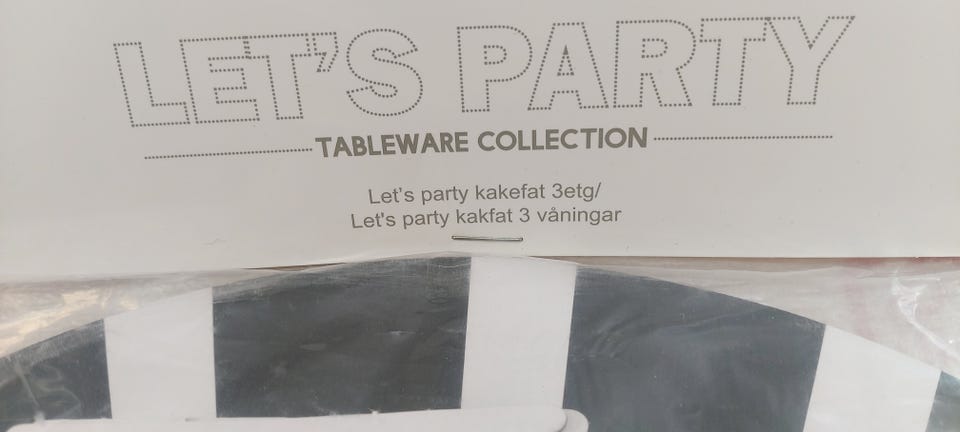 LET'S PARTY
TABLEWARE COLLECTION
Let's party kakefat 3etg/
Let's party kakfat 3 våningar